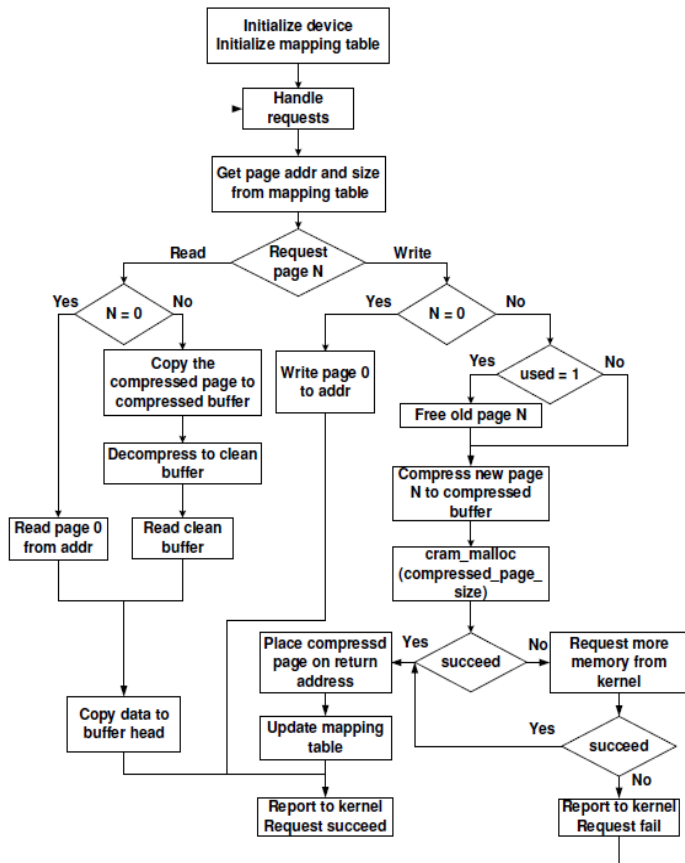 Initialize device
Initialize mapping table
Handle
requests
Get page addr and size
from mapping table
Read
Request
page N
Write
Yes
N = 0
No
Yes
N = 0
No
Copy the
compressed page to
compressed buffer
Write page 0
to addr
Yes
used = 1
No
Free old page N
Decompress to clean
buffer
Compress new page
N to compressed
buffer
Read page 0
from addr
Read clean
buffer
cram_malloc
(compressed_page_
size)
Place compressd
page on return
address
Yes
succeed
No
Request more
memory from
kernel
Copy data to
buffer head
Update mapping
table
Yes
succeed
No
Report to kernel
Request succeed
Report to kernel
Request fail